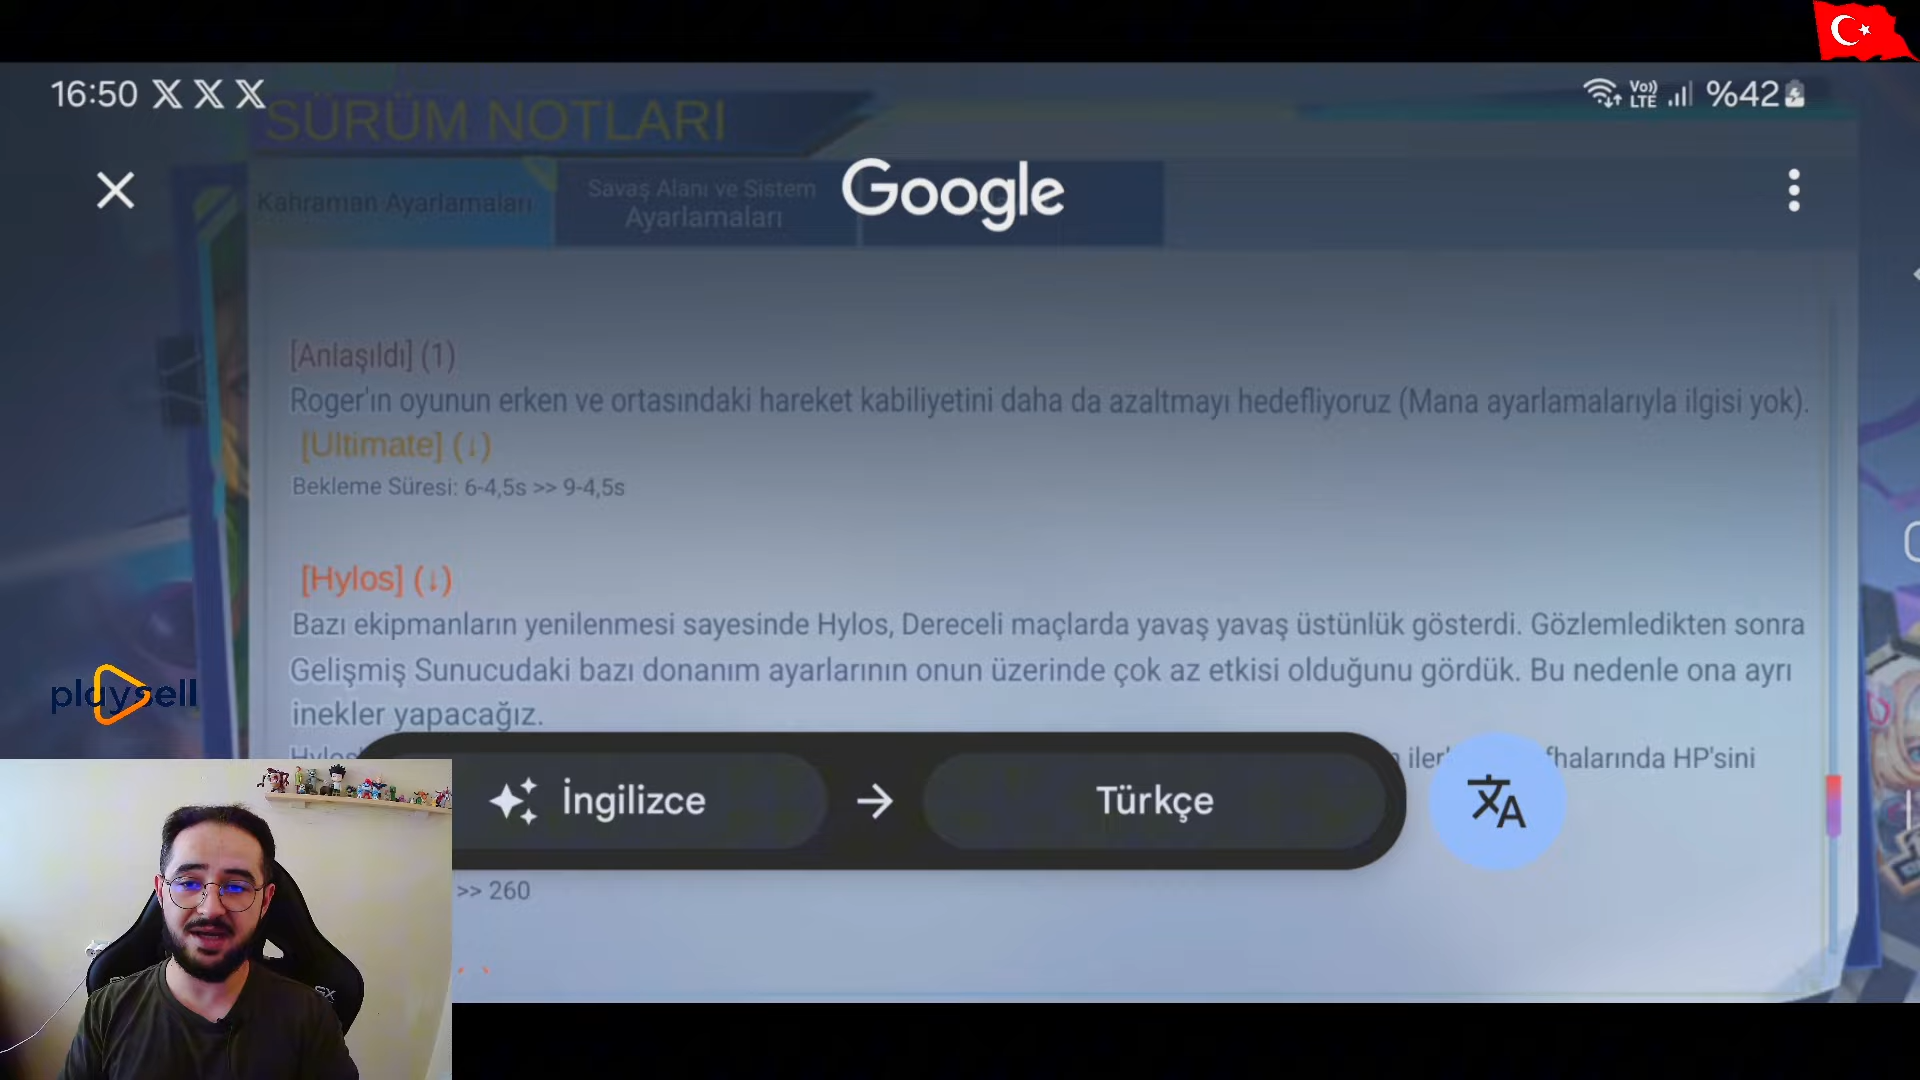 16:50
Vo))
LTE
%42
SÜRÜM NOTLARI
Google
Kahraman Ayarlamaları
Savaş Alanı ve Sistem
Ayarlamaları
[Anlaşıldı] (1)
Roger'ın oyunun erken ve ortasındaki hareket kabiliyetini daha da azaltmayı hedefliyoruz (Mana ayarlamalarıyla ilgisi yok).
[Ultimate] (↓)
Bekleme Süresi: 6-4,5s >> 9-4,5s
[Hylos] (↓)
Bazı ekipmanların yenilenmesi sayesinde Hylos, Dereceli maçlarda yavaş yavaş üstünlük gösterdi. Gözlemledikten sonra
Gelişmiş Sunucudaki bazı donanım ayarlarının onun üzerinde çok az etkisi olduğunu gördük. Bu nedenle ona ayrı
inekler yapacağız.
HP'sini
playsell
İngilizce → Türkçe
>> 260